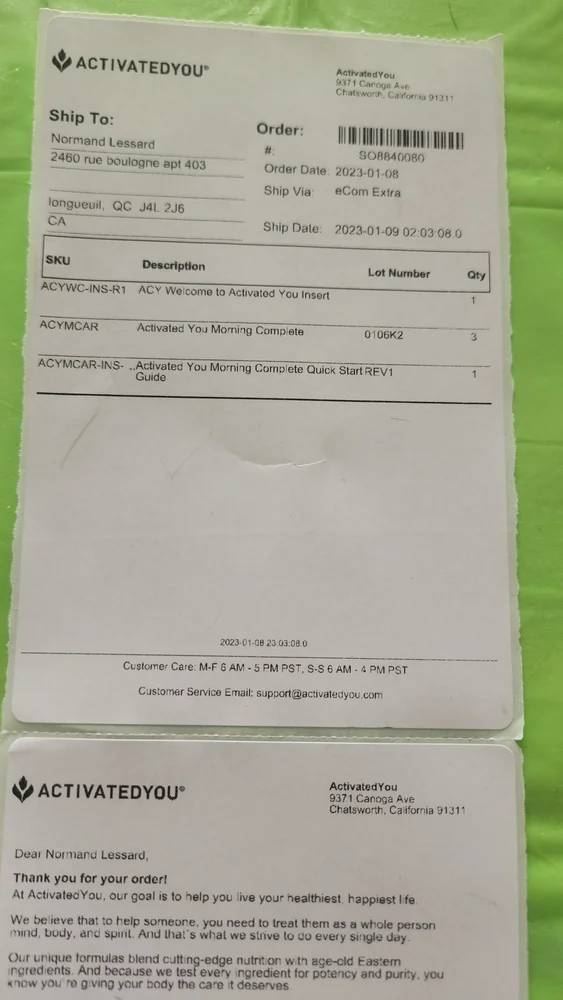 ACTIVATEDYOU®
ActivatedYou
9371 Canoga Ave
Chatsworth, California 91311
Ship To:
Normand Lessard
2460 rue boulogne apt 403
longueuil, QC J4L 2J6
CA
Order:
#: SO8840080
Order Date: 2023-01-08
Ship Via: eCom Extra
Ship Date: 2023-01-09 02:03:08.0
SKU Description Lot Number Qty
ACYWC-INS-R1 ACY Welcome to Activated You Insert 1
ACYMCAR Activated You Morning Complete 0106K2 3
ACYMCAR-INS- ..Activated You Morning Complete Quick Start REV1 1
Guide
2023-01-08 23:03:08.0
Customer Care: M-F 6 AM - 5 PM PST, S-S 6 AM - 4 PM PST
Customer Service Email: support@activatedyou.com
ACTIVATEDYOU®
ActivatedYou
9371 Canoga Ave
Chatsworth, California 91311
Dear Normand Lessard,
Thank you for your order!
At ActivatedYou, our goal is to help you live your healthiest, happiest life.
We believe that to help someone, you need to treat them as a whole person
mind, body, and spirit. And that's what we strive to do every single day.
Our unique formulas blend cutting-edge nutrition with age-old Eastern
ingredients. And because we test every ingredient for potency and purity, you
know you're giving your body the care it deserves.